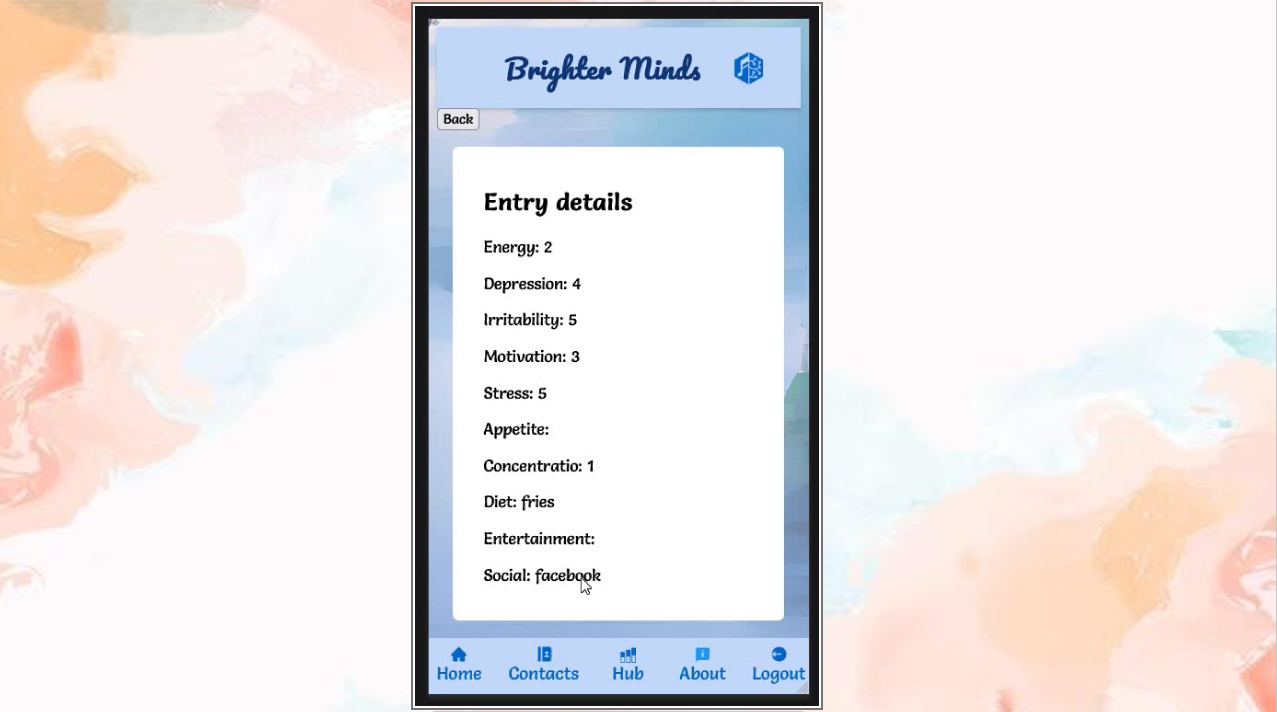 Brighter Minds
Back
Entry details
Energy: 2
Depression: 4
Irritability: 5
Motivation: 3
Stress: 5
Appetite:
Concentratio: 1
Diet: fries
Entertainment:
Social: facebook
Home Contacts Hub About Logout